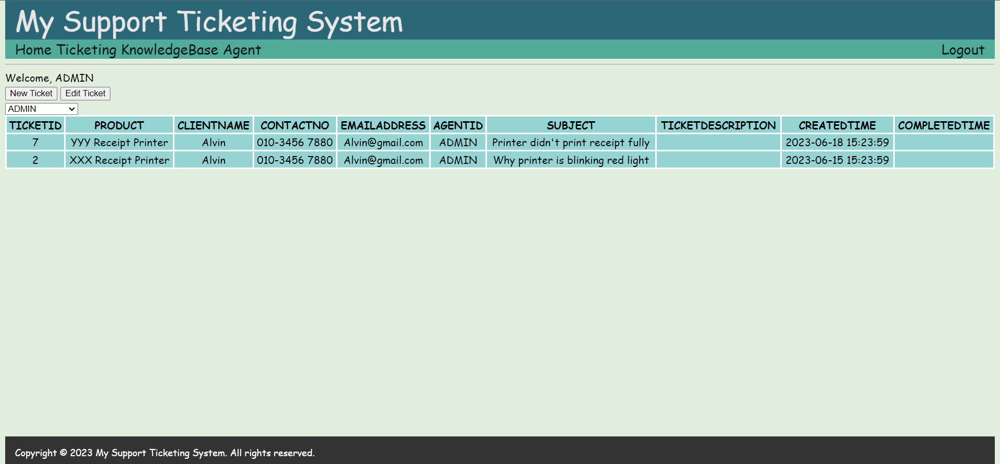 My Support Ticketing System
Home Ticketing KnowledgeBase Agent Logout
Welcome, ADMIN
New Ticket Edit Ticket
ADMIN
TICKETID PRODUCT CLIENTNAME CONTACTNO EMAILADDRESS AGENTID SUBJECT TICKETDESCRIPTION CREATEDTIME COMPLETEDTIME
7 YYY Receipt Printer Alvin 010-3456 7880 Alvin@gmail.com ADMIN Printer didn't print receipt fully 2023-06-18 15:23:59
2 XXX Receipt Printer Alvin 010-3456 7880 Alvin@gmail.com ADMIN Why printer is blinking red light 2023-06-15 15:23:59
Copyright © 2023 My Support Ticketing System. All rights reserved.